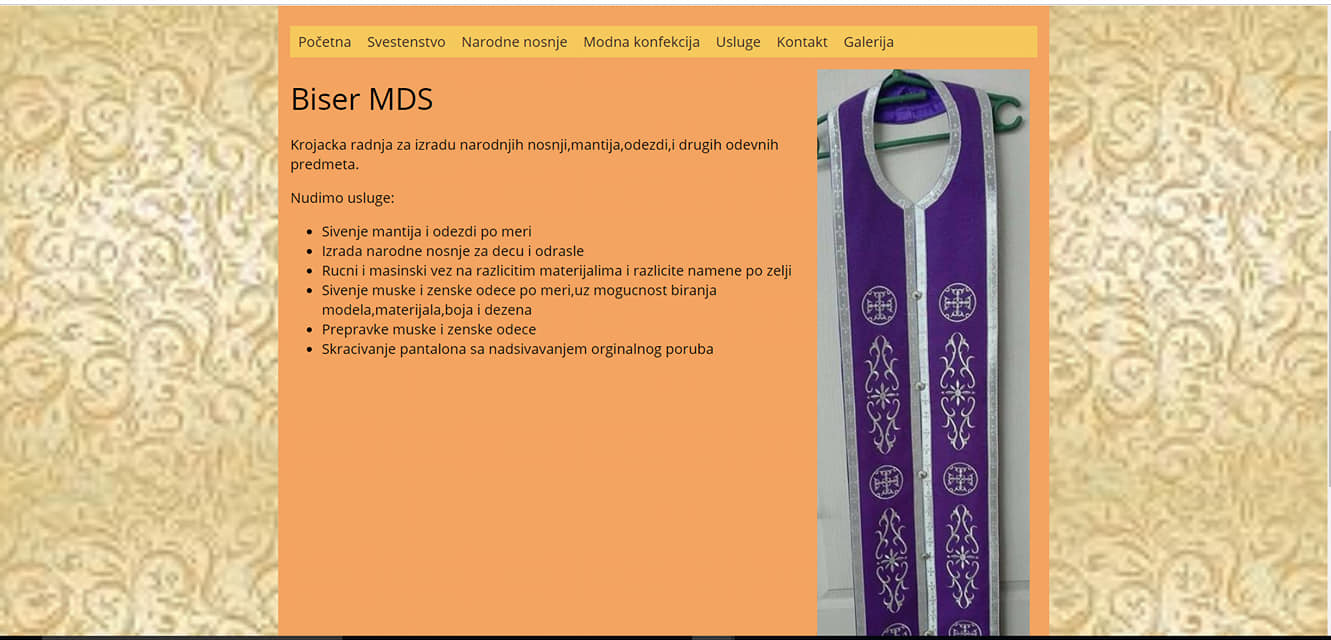 Početna Svestenstvo Narodne nosnje Modna konfekcija Usluge Kontakt Galerija
Biser MDS
Krojacka radnja za izradu narodnjih nosnji,mantija,odezdi,i drugih odevnih
predmeta.
Nudimo usluge:
Sivenje mantija i odezdi po meri
Izrada narodne nosnje za decu i odrasle
Rucni i masinski vez na razlicitim materijalima i razlicite namene po zelji
Sivenje muske i zenske odece po meri,uz mogucnost biranja
modela,materijala,boja i dezena
Prepravke muske i zenske odece
Skracivanje pantalona sa nadsivavanjem orginalnog poruba